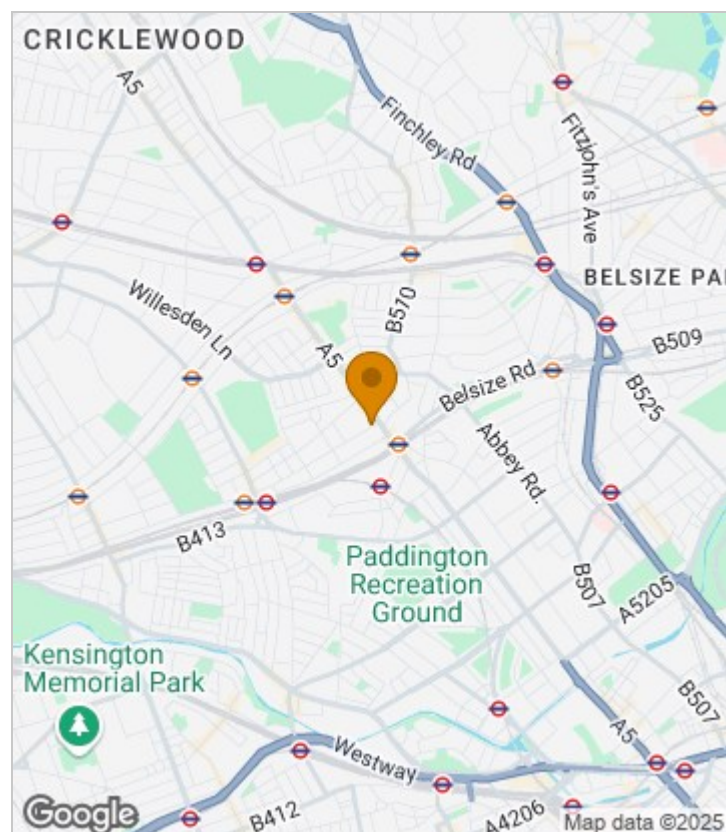 CRICKLEWOOD
A5
Finchley Rd
Fitzjohn's Ave
BELSIZE PA
Willesden Ln
B510
A5
B509
Belsize Rd
B525
Abbey Rd.
B413
Paddington
Recreation
Ground
B507
A5205
Kensington
Memorial Park
B507
A5
Westway
B412
A4206
Google
Map data ©2025